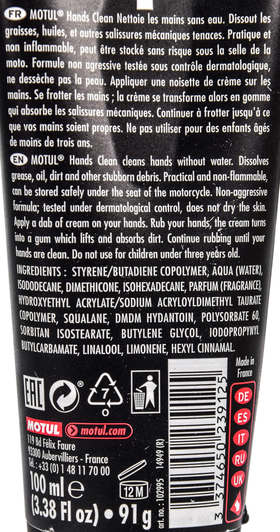 FR MOTUL® Hands Clean Nettoie les mains sans eau. Dissout les
graisses, huiles, et autres salissures mécaniques tenaces. Pratique et
non inflammable, peut être stocké sans risque sous la selle de la
moto. Formule non agressive testée sous contrôle dermatologique,
ne dessèche pas la peau. Appliquer une noisette de crème sur les
mains. Se frotter les mains ; la crème se transforme alors en gomme
qui absorbe les salissures mécaniques. Continuer à frotter jusqu'à ce
que vos mains soient propres. Ne pas utiliser pour des enfants âgés
de moins de trois ans.
EN MOTUL® Hands Clean cleans hands without water. Dissolves
grease, oil, dirt and other stubborn debris. Practical and non-flammable,
can be stored safely under the seat of the motorcycle. Non-aggressive
formula; tested under dermatological control, does not dry the skin.
Apply a dab of cream on your hands. Rub your hands, the cream turns
into a gum which lifts and absorbs dirt. Continue rubbing until your
hands are clean. Do not use for children under three years old.
INGREDIENTS : STYRENE/BUTADIENE COPOLYMER, AQUA (WATER),
ISODODECANE, DIMETHICONE, ISOHEXADECANE, PARFUM (FRAGRANCE),
HYDROXYETHYL ACRYLATE/SODIUM ACRYLOYLDIMETHYL TAURATE
COPOLYMER, SQUALANE, DMDM HYDANTOIN, POLYSORBATE 60,
SORBITAN ISOSTEARATE, BUTYLENE GLYCOL, IODOPROPYNYL
BUTYLCARBAMATE, LINALOOL, LIMONENE, HEXYL CINNAMAL.
Made in
France
EAC
7
MOTUL motul.com
119 Bd Félix Faure
93300 Aubervilliers - France
Tel.: +33 (0) 1 48 11 70 00
100 ml e
(3.38 fl oz) • 91 g
12 M
art. no.: 102995 14949 (R)
3 374650 239125
DE
ES
IT
RU
UK